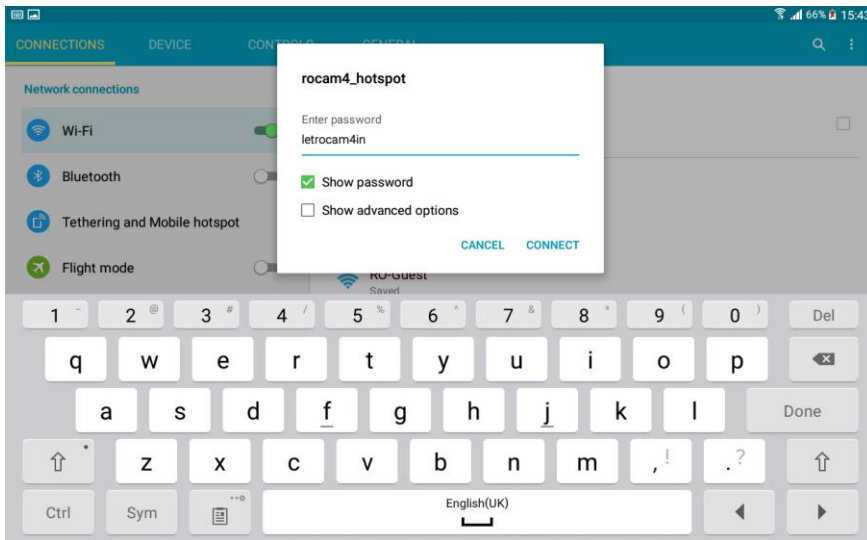 66% 15:43
CONNECTIONS DEVICE
Network connections
Wi-Fi
Bluetooth
Tethering and Mobile hotspot
Flight mode
rocam4_hotspot
Enter password
letrocam4in
Show password
Show advanced options
CANCEL CONNECT
RO-Guest
Saved
1 - 2 @ 3 # 4 / 5 % 6 ^ 7 & 8 * 9 ( 0 ) Del
q w e r t y u i o p
a s d f g h j k l Done
z x c v b n m , ! . ?
Ctrl Sym English(UK)